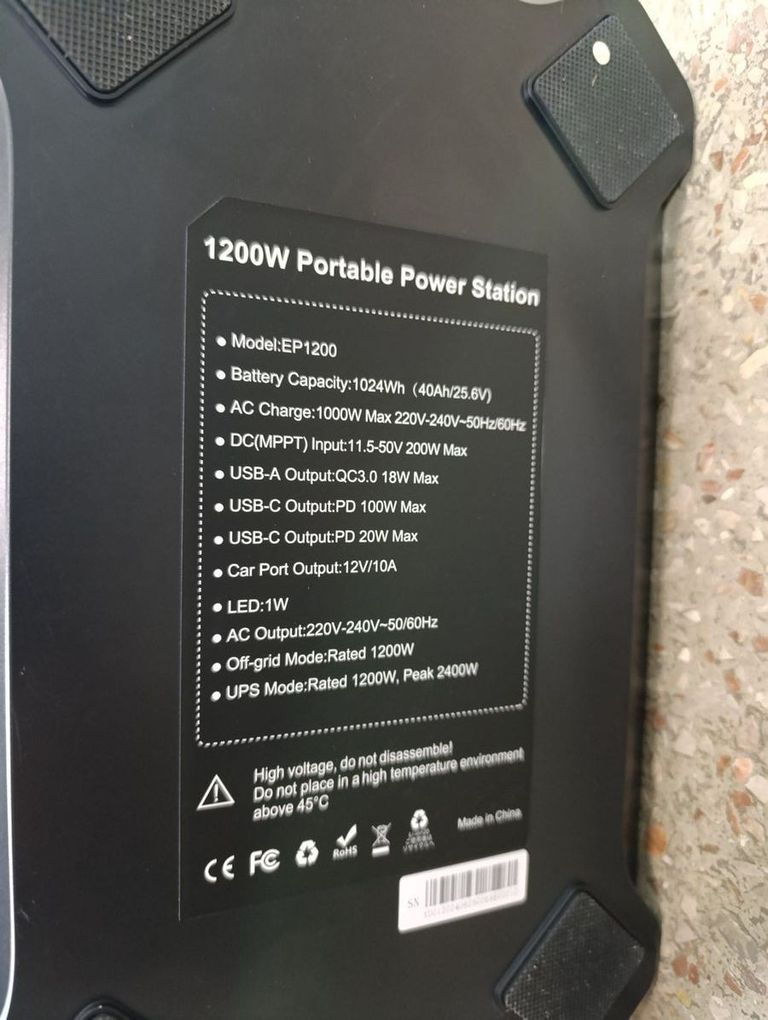 1200W Portable Power Station
● Model:EP1200
● Battery Capacity:1024Wh（40Ah/25.6V)
● AC Charge:1000W Max 220V-240V~50Hz/60Hz
● DC(MPPT) Input:11.5-50V 200W Max
● USB-A Output:QC3.0 18W Max
● USB-C Output:PD 100W Max
● USB-C Output:PD 20W Max
● Car Port Output:12V/10A
● LED:1W
● AC Output:220V-240V~50/60Hz
● Off-grid Mode:Rated 1200W
● UPS Mode:Rated 1200W, Peak 2400W
High voltage, do not disassemble!
Do not place in a high temperature environment
above 45°C
Made in China
CE FC RoHS
SN